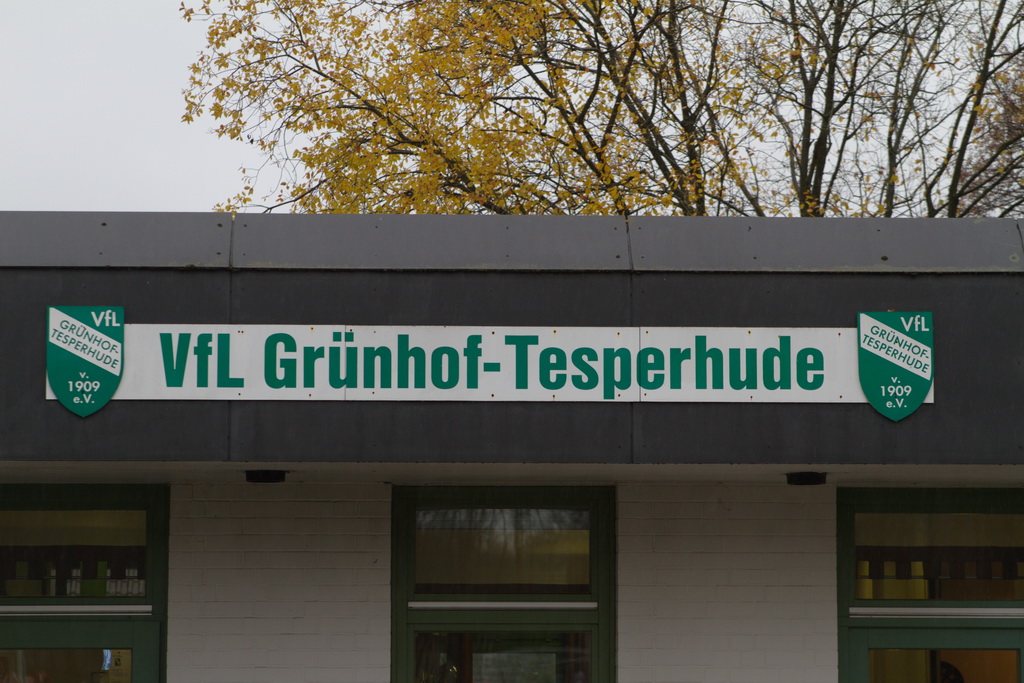 VfL
GRÜNHOF-
TESPERHUDE
v.
1909
e.V.
VfL Grünhof-Tesperhude
VfL
GRÜNHOF-
TESPERHUDE
v.
1909
e.V.